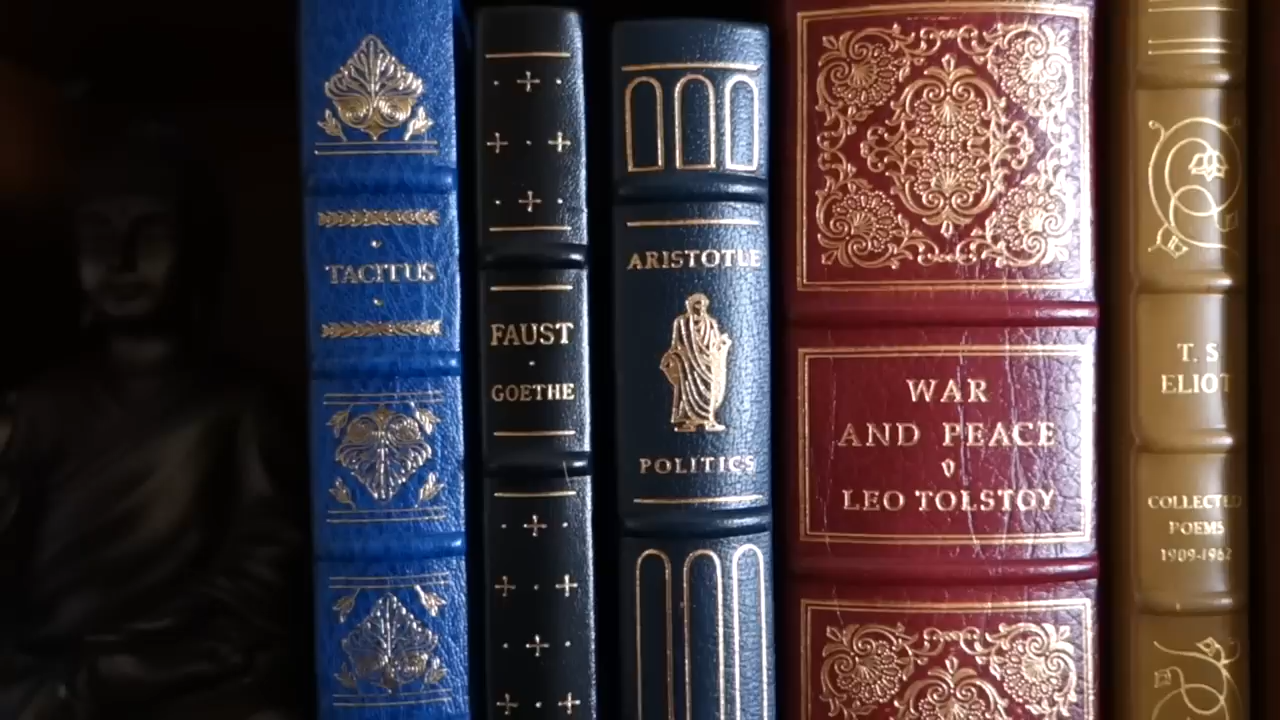 TACITUS
FAUST
GOETHE
ARISTOTLE
POLITICS
WAR
AND PEACE
LEO TOLSTOY
T. S
ELIOT
COLLECTED
POEMS
1909-1962